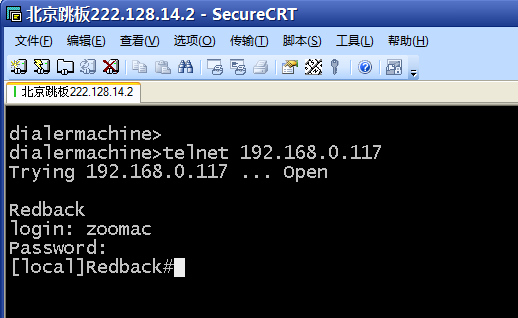 北京跳板222.128.14.2 - SecureCRT
文件(F) 编辑(E) 查看(V) 选项(O) 传输(T) 脚本(S) 工具(L) 帮助(H)
北京跳板222.128.14.2
dialermachine>
dialermachine>telnet 192.168.0.117
Trying 192.168.0.117 ... Open
Redback
login: zoomac
Password:
[local]Redback#